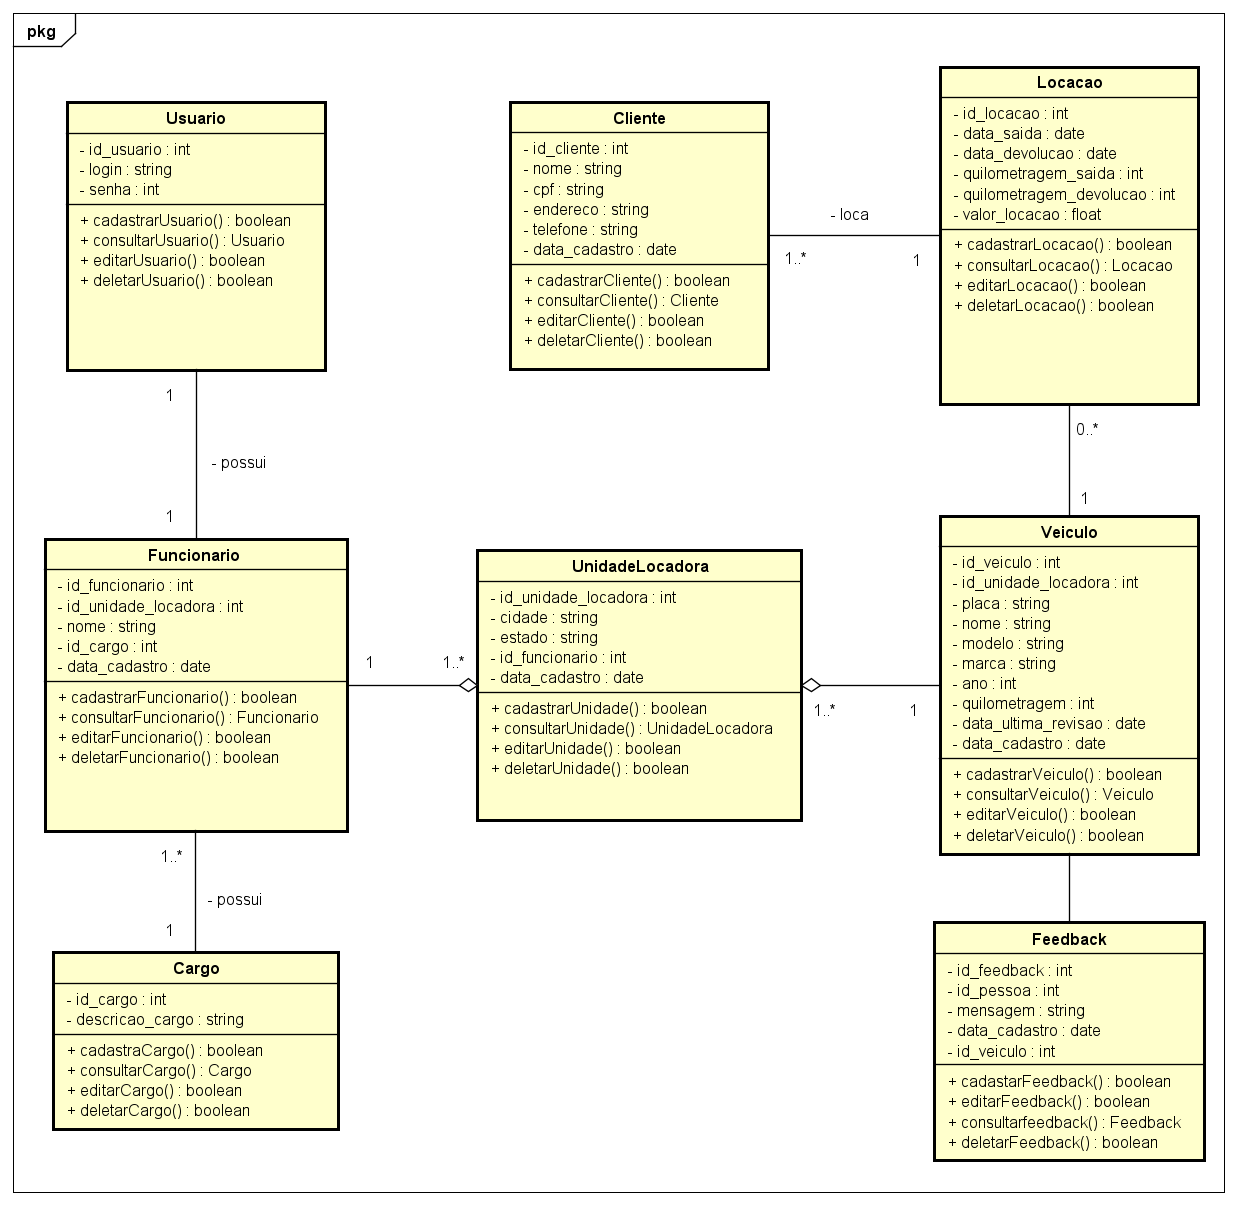 pkg
Usuario
- id_usuario : int
- login : string
- senha : int
+ cadastrarUsuario() : boolean
+ consultarUsuario() : Usuario
+ editarUsuario() : boolean
+ deletarUsuario() : boolean
Cliente
- id_cliente : int
- nome : string
- cpf : string
- endereco : string
- telefone : string
- data_cadastro : date
+ cadastrarCliente() : boolean
+ consultarCliente() : Cliente
+ editarCliente() : boolean
+ deletarCliente() : boolean
- loca
1..*
1
Locacao
- id_locacao : int
- data_saida : date
- data_devolucao : date
- quilometragem_saida : int
- quilometragem_devolucao : int
- valor_locacao : float
+ cadastrarLocacao() : boolean
+ consultarLocacao() : Locacao
+ editarLocacao() : boolean
+ deletarLocacao() : boolean
1
- possui
1
0..*
1
Funcionario
- id_funcionario : int
- id_unidade_locadora : int
- nome : string
- id_cargo : int
- data_cadastro : date
+ cadastrarFuncionario() : boolean
+ consultarFuncionario() : Funcionario
+ editarFuncionario() : boolean
+ deletarFuncionario() : boolean
1
1..*
UnidadeLocadora
- id_unidade_locadora : int
- cidade : string
- estado : string
- id_funcionario : int
- data_cadastro : date
+ cadastrarUnidade() : boolean
+ consultarUnidade() : UnidadeLocadora
+ editarUnidade() : boolean
+ deletarUnidade() : boolean
1..*
1
Veiculo
- id_veiculo : int
- id_unidade_locadora : int
- placa : string
- nome : string
- modelo : string
- marca : string
- ano : int
- quilometragem : int
- data_ultima_revisao : date
- data_cadastro : date
+ cadastrarVeiculo() : boolean
+ consultarVeiculo() : Veiculo
+ editarVeiculo() : boolean
+ deletarVeiculo() : boolean
1..*
- possui
1
Cargo
- id_cargo : int
- descricao_cargo : string
+ cadastraCargo() : boolean
+ consultarCargo() : Cargo
+ editarCargo() : boolean
+ deletarCargo() : boolean
Feedback
- id_feedback : int
- id_pessoa : int
- mensagem : string
- data_cadastro : date
- id_veiculo : int
+ cadastarFeedback() : boolean
+ editarFeedback() : boolean
+ consultarfeedback() : Feedback
+ deletarFeedback() : boolean